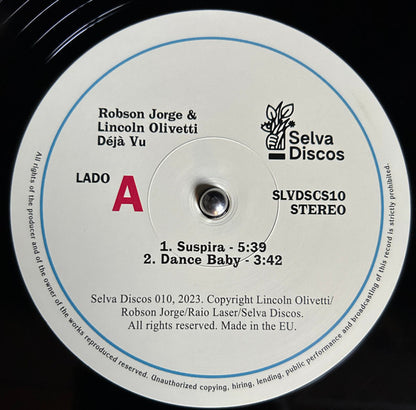 Robson Jorge &
Lincoln Olivetti
Déjà Vu
Selva
Discos
LADO
A
SLVDSCS10
STEREO
1. Suspira - 5:39
2. Dance Baby - 3:42
Selva Discos 010, 2023. Copyright Lincoln Olivetti/
Robson Jorge/Raio Laser/Selva Discos.
All rights reserved. Made in the EU.
All rights of the producer and of the owner of the works reproduced reserved. Unauthorized copying, hiring, lending, public performance and broadcasting of this record is strictly prohibited.